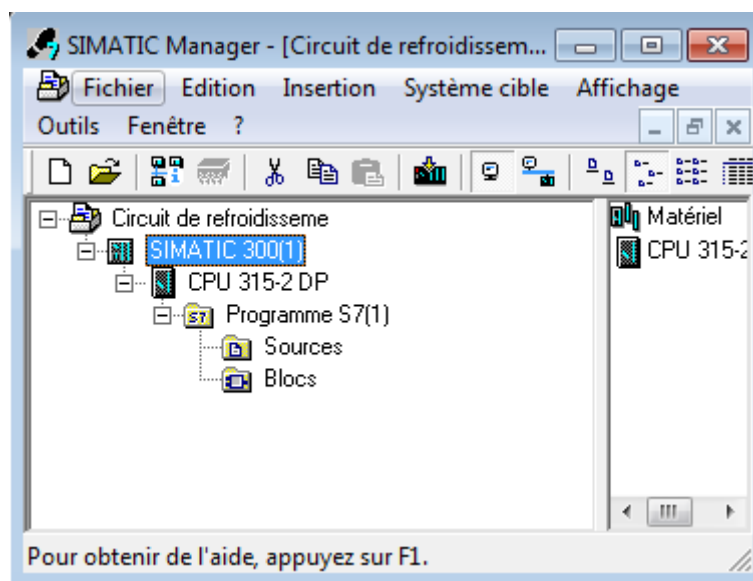 SIMATIC Manager - [Circuit de refroidissem...
Fichier Edition Insertion Système cible Affichage
Outils Fenêtre ?
Circuit de refroidisseme
SIMATIC 300(1)
CPU 315-2 DP
Programme S7(1)
Sources
Blocs
Matériel
CPU 315-2
Pour obtenir de l'aide, appuyez sur F1.